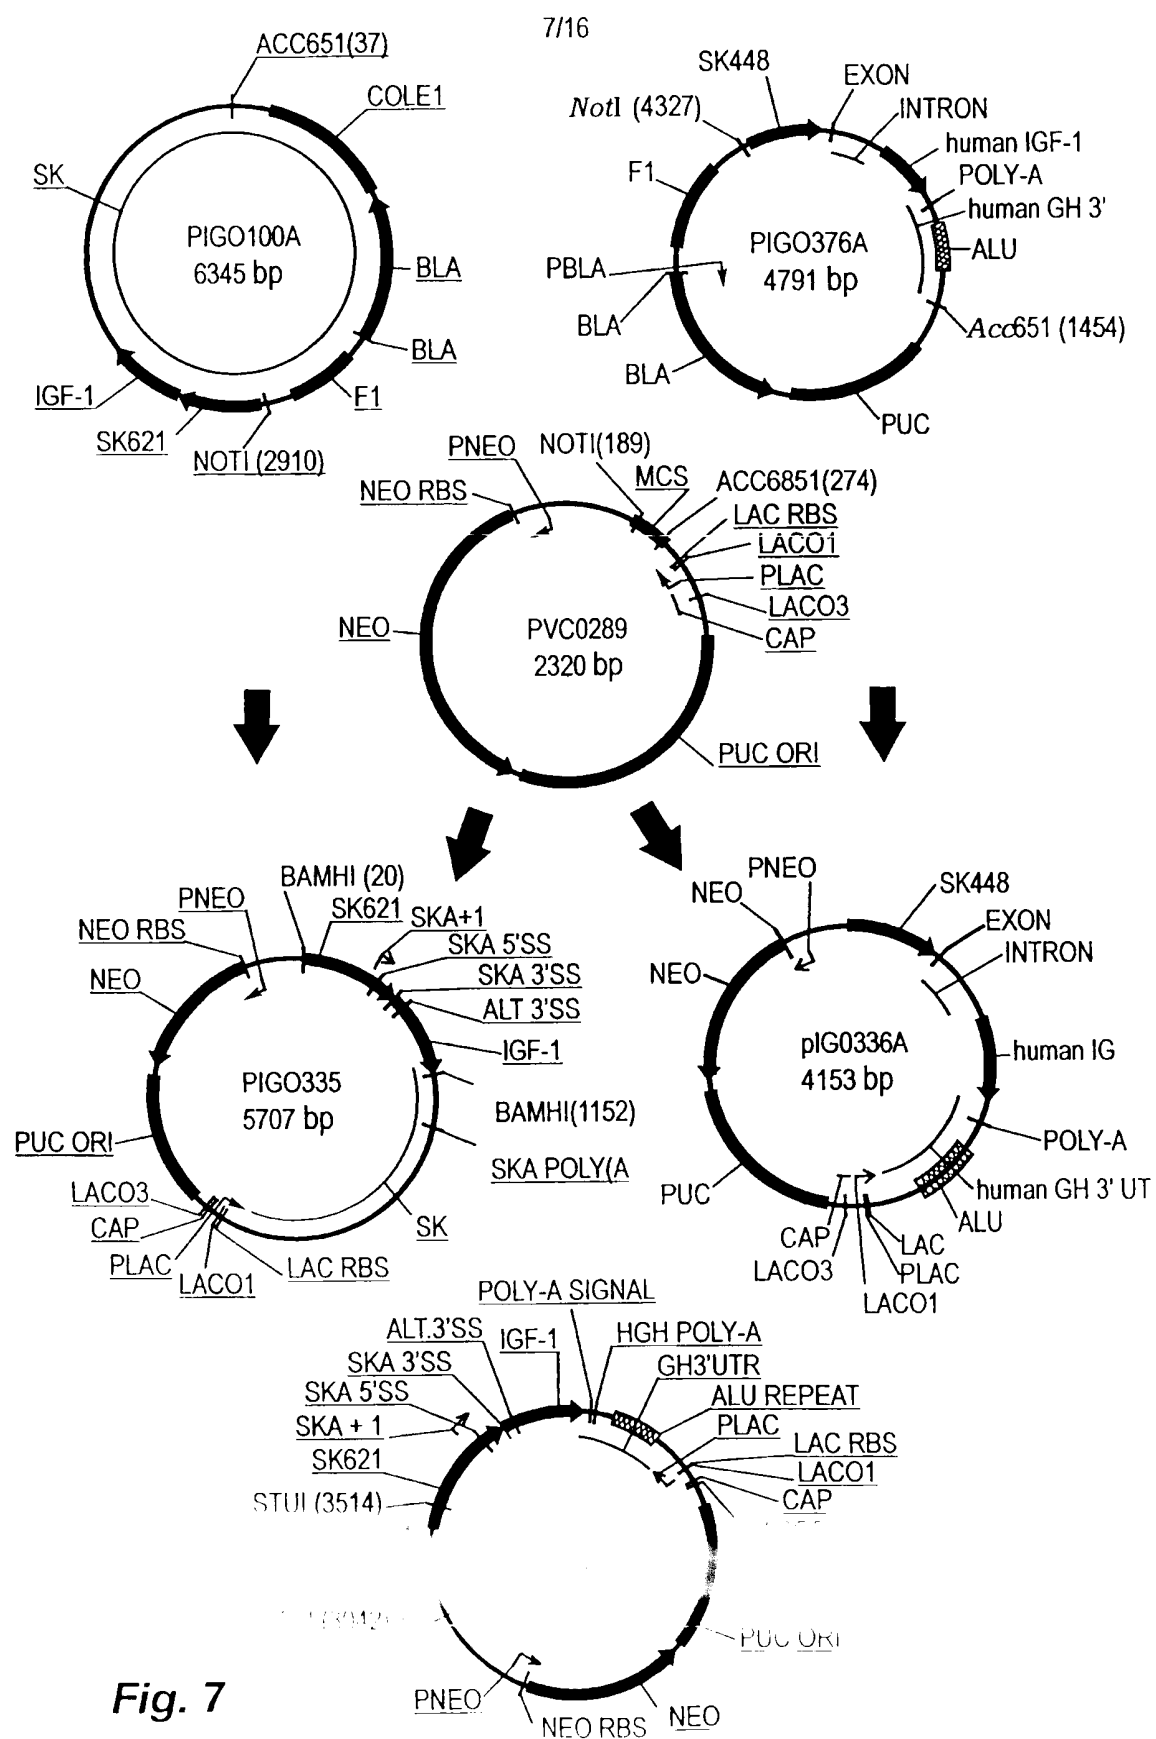 7/16
ACC651(37)
COLE1
SK
PIGO100A
6345 bp
BLA
BLA
IGF-1
F1
SK621
NOTI (2910)
SK448
EXON
NotI (4327)
INTRON
human IGF-1
F1
POLY-A
human GH 3'
PIGO376A
4791 bp
ALU
PBLA
BLA
Acc651 (1454)
BLA
PUC
PNEO
NOTI(189)
MCS
NEO RBS
ACC6851(274)
LAC RBS
LACO1
PLAC
LACO3
NEO
PVC0289
2320 bp
CAP
PUC ORI
BAMHI (20)
PNEO
SK621
SKA+1
NEO RBS
SKA 5'SS
NEO
SKA 3'SS
ALT 3'SS
IGF-1
PIGO335
5707 bp
BAMHI(1152)
PUC ORI
SKA POLY(A
LACO3
CAP
SK
PLAC
LACO1
LAC RBS
PNEO
NEO
SK448
EXON
INTRON
NEO
pIG0336A
4153 bp
human IG
POLY-A
PUC
human GH 3' UT
CAP
ALU
LAC
LACO3
PLAC
LACO1
POLY-A SIGNAL
ALT.3'SS
IGF-1
HGH POLY-A
SKA 3'SS
GH3'UTR
SKA 5'SS
ALU REPEAT
SKA + 1
PLAC
SK621
LAC RBS
LACO1
STUI (3514)
CAP
PUC ORI
PNEO
NEO RBS
NEO
Fig. 7